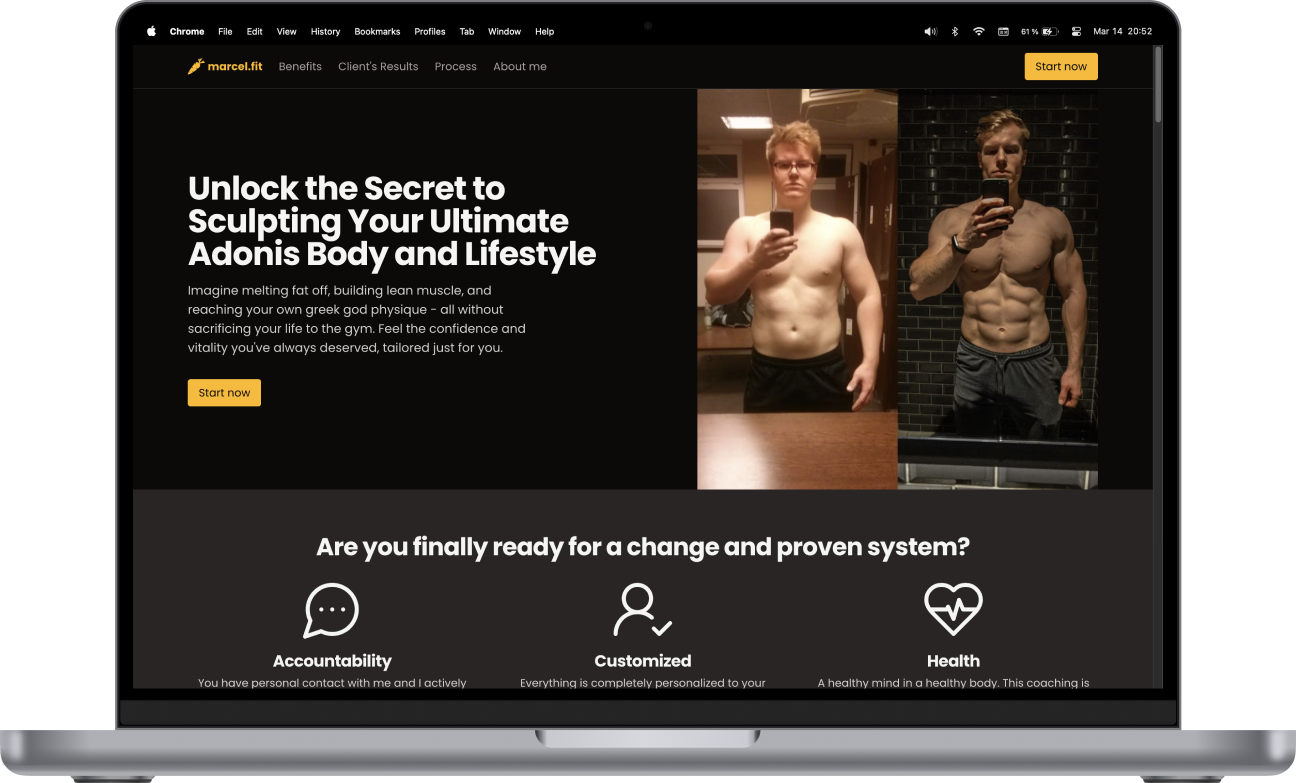 Chrome File Edit View History Bookmarks Profiles Tab Window Help 61 % Mar 14 20:52
marcel.fit Benefits Client's Results Process About me Start now
Unlock the Secret to
Sculpting Your Ultimate
Adonis Body and Lifestyle
Imagine melting fat off, building lean muscle, and
reaching your own greek god physique - all without
sacrificing your life to the gym. Feel the confidence and
vitality you've always deserved, tailored just for you.
Start now
Are you finally ready for a change and proven system?
Accountability Customized Health
You have personal contact with me and I actively Everything is completely personalized to your A healthy mind in a healthy body. This coaching is